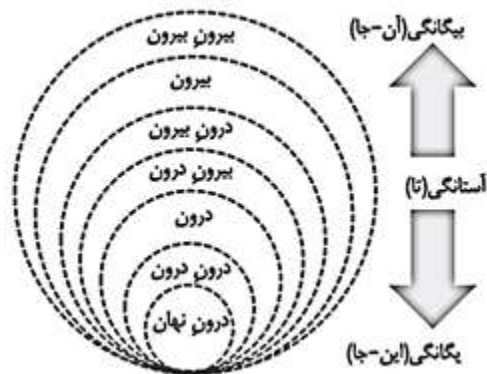 بیرونِ بیرون
بیرون
درونِ بیرون
بیرونِ درون
درون
درونِ درون
درونِ نهان
بیگانگی(آن-جا)
آستانگی(تا)
یگانگی(این-جا)